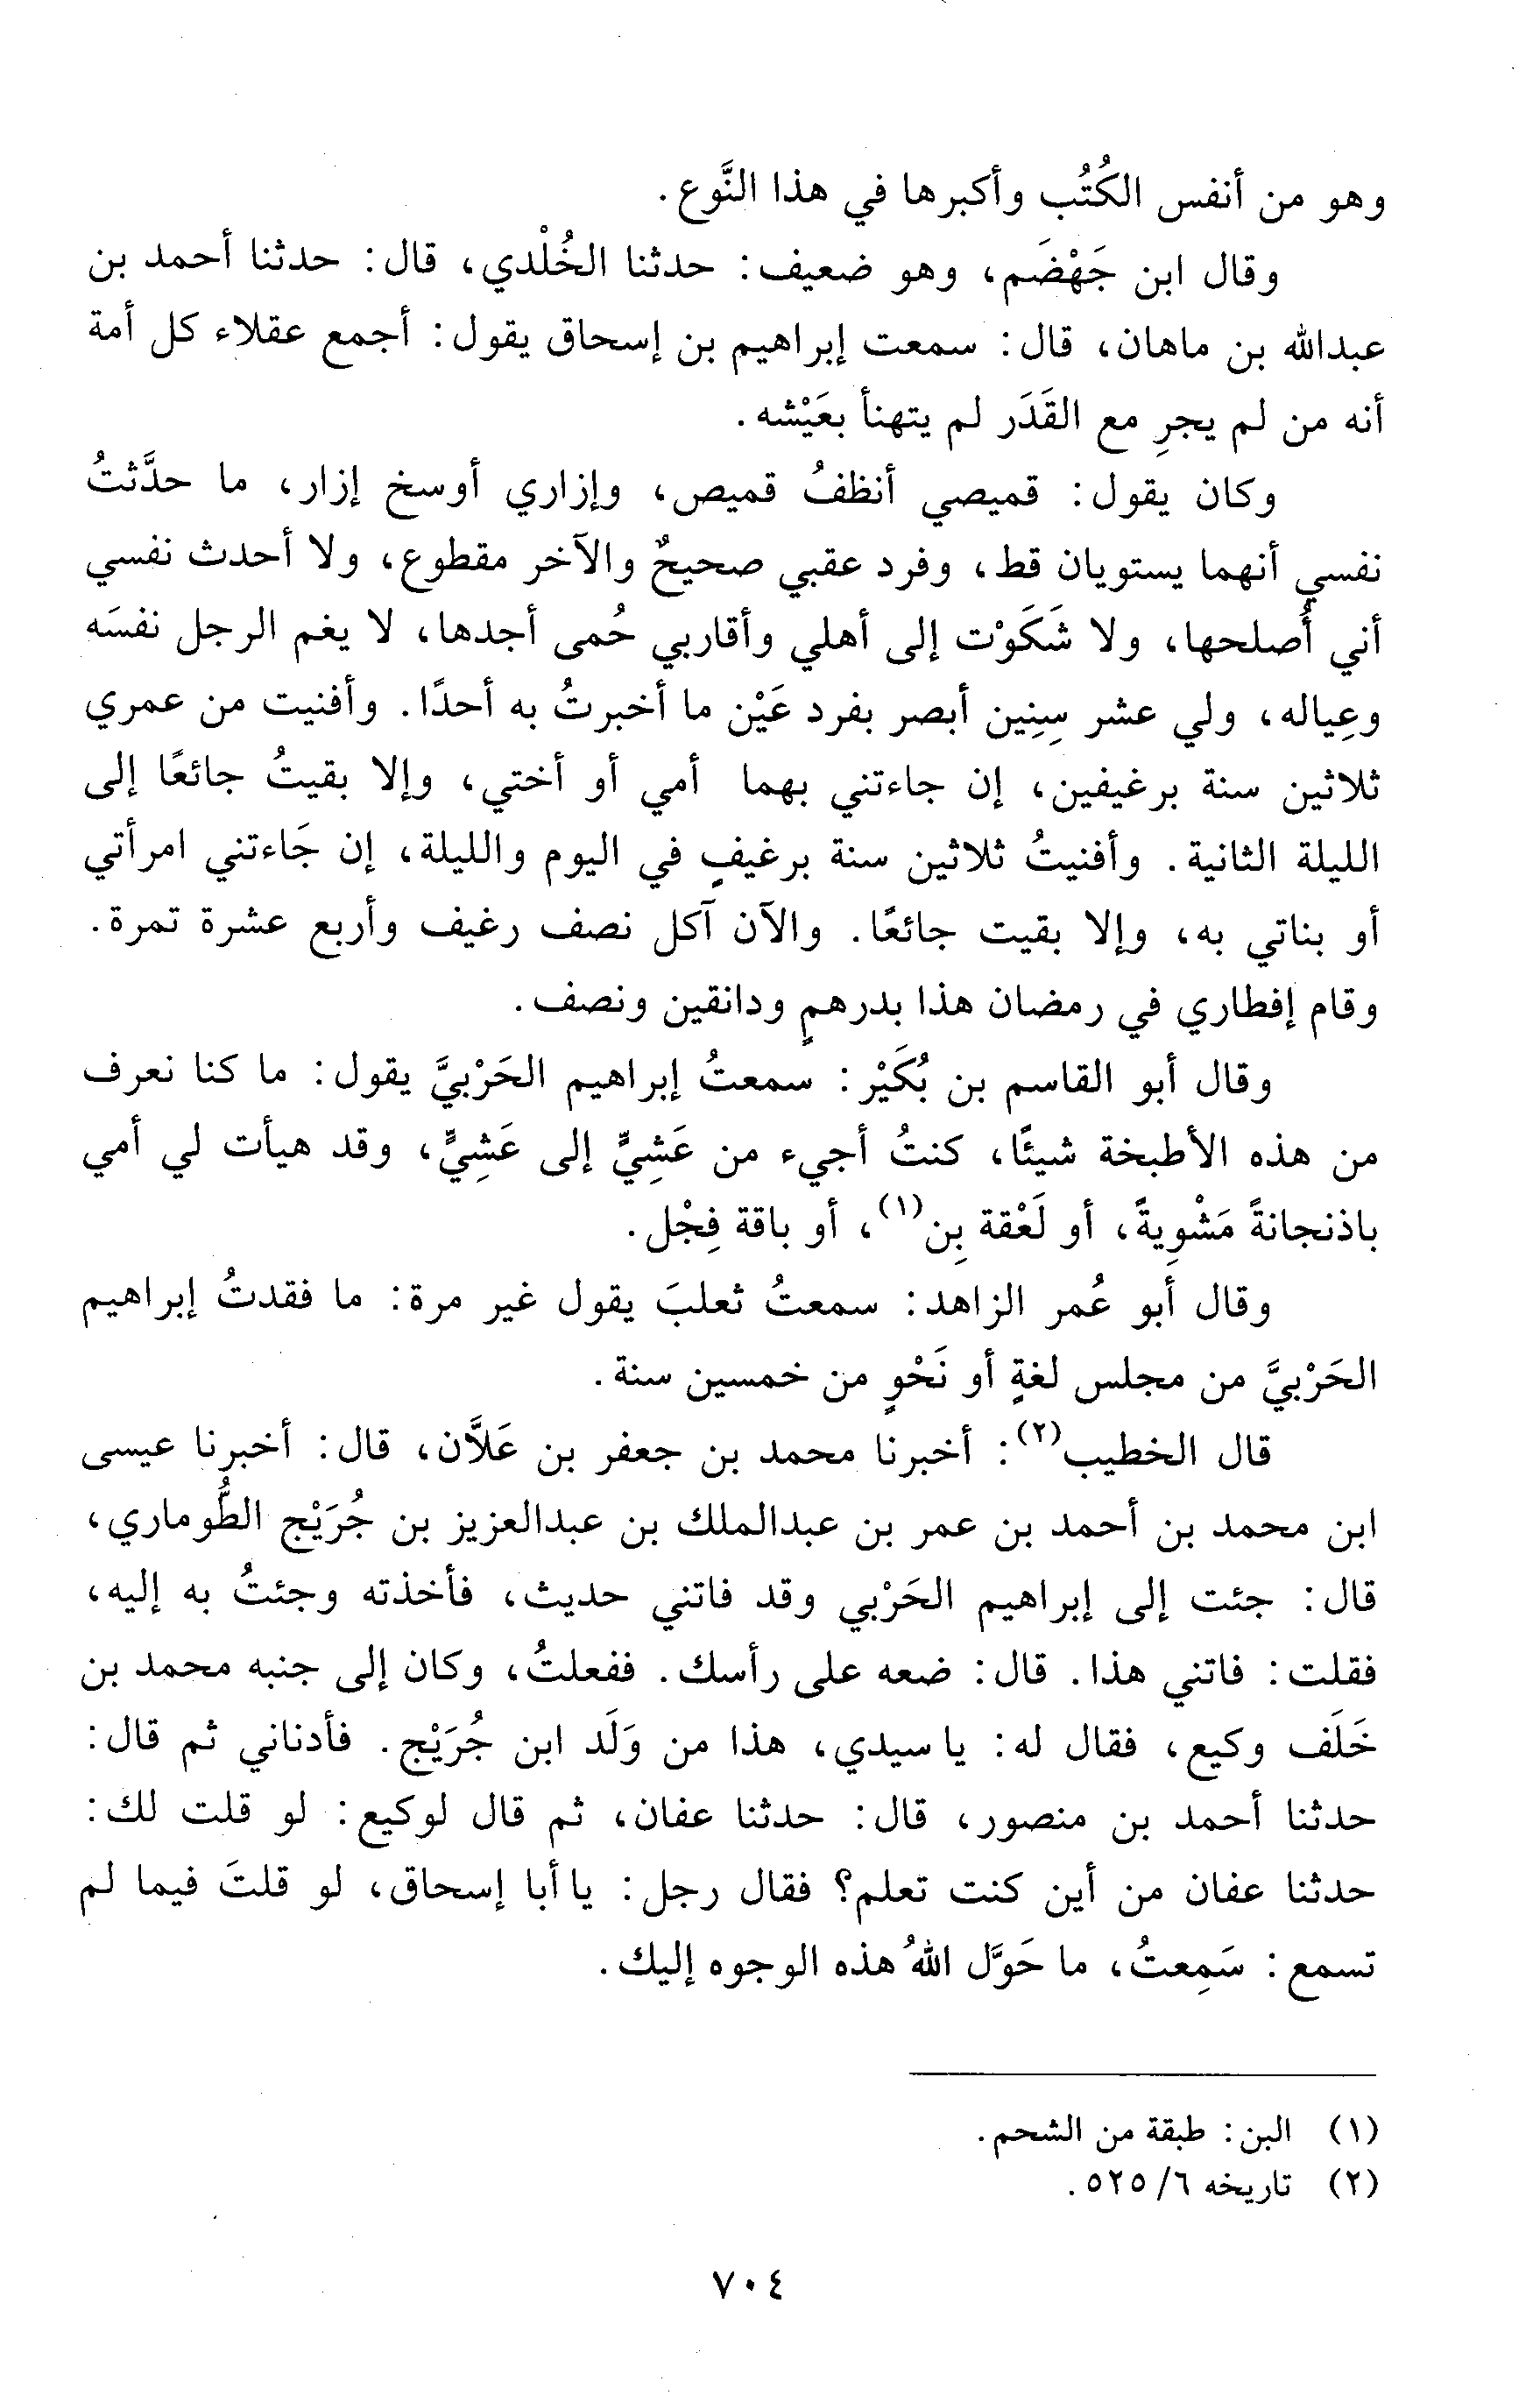 وهو من أنفس الكُتُب وأكبرها في هذا النَّوع.
وقال ابن جَهْضَم، وهو ضعيف: حدثنا الخُلْدي، قال: حدثنا أحمد بن
عبدالله بن ماهان، قال: سمعت إبراهيم بن إسحاق يقول: أجمع عقلاء كل أمة
أنه من لم يجرِ مع القَدَر لم يتهنأ بعَيْشه.
وكان يقول: قميصي أنظفُ قميص، وإزاري أوسخ إزار، ما حدَّثتُ
نفسي أنهما يستويان قط، وفرد عقبي صحيحٌ والآخر مقطوع، ولا أحدث نفسي
أني أُصلحها، ولا شَكَوْت إلى أهلي وأقاربي حُمى أجدها، لا يغم الرجل نفسَه
وعِياله، ولي عشر سِنِين أبصر بفرد عَيْن ما أخبرتُ به أحدًا. وأفنيت من عمري
ثلاثين سنة برغيفين، إن جاءتني بهما أمي أو أختي، وإلا بقيتُ جائعًا إلى
الليلة الثانية. وأفنيتُ ثلاثين سنة برغيفٍ في اليوم والليلة، إن جَاءتني امرأتي
أو بناتي به، وإلا بقيت جائعًا. والآن آكل نصف رغيف وأربع عشرة تمرة.
وقام إفطاري في رمضان هذا بدرهمٍ ودانقين ونصف.
وقال أبو القاسم بن بُكَيْر: سمعتُ إبراهيم الحَرْبيَّ يقول: ما كنا نعرف
من هذه الأطبخة شيئًا، كنتُ أجيء من عَشِيٍّ إلى عَشِيٍّ، وقد هيأت لي أمي
باذنجانةً مَشْوِيةً، أو لَعْقة بِن(١)، أو باقة فِجْل.
وقال أبو عُمر الزاهد: سمعتُ ثعلبَ يقول غير مرة: ما فقدتُ إبراهيم
الحَرْبيَّ من مجلس لغةٍ أو نَحْوٍ من خمسين سنة.
قال الخطيب(٢): أخبرنا محمد بن جعفر بن عَلاَّن، قال: أخبرنا عيسى
ابن محمد بن أحمد بن عمر بن عبدالملك بن عبدالعزيز بن جُرَيْج الطُّوماري،
قال: جئت إلى إبراهيم الحَرْبي وقد فاتني حديث، فأخذته وجئتُ به إليه،
فقلت: فاتني هذا. قال: ضعه على رأسك. ففعلتُ، وكان إلى جنبه محمد بن
خَلَف وكيع، فقال له: يا سيدي، هذا من وَلَد ابن جُرَيْج. فأدناني ثم قال:
حدثنا أحمد بن منصور، قال: حدثنا عفان، ثم قال لوكيع: لو قلت لك:
حدثنا عفان من أين كنت تعلم؟ فقال رجل: يا أبا إسحاق، لو قلتَ فيما لم
تسمع: سَمِعتُ، ما حَوَّل اللهُ هذه الوجوه إليك.
(١) البن: طبقة من الشحم.
(٢) تاريخه ٦/ ٥٢٥.
٧٠٤